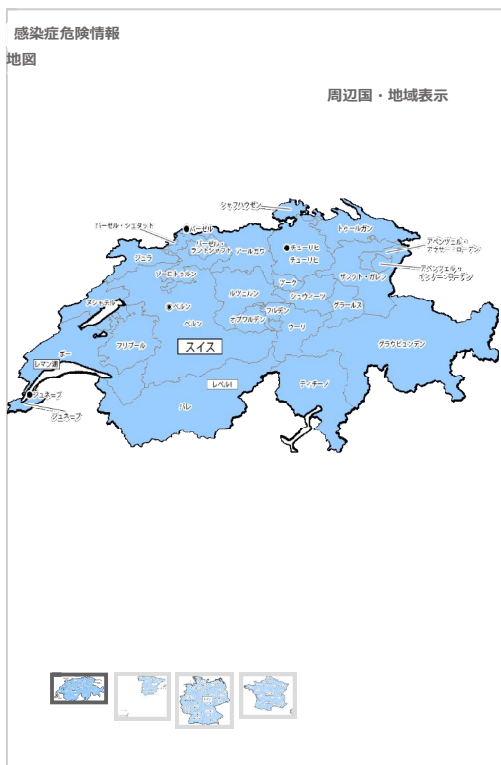 感染症危険情報
地図
周辺国・地域表示
シャフハウゼン
バーゼル・シュタット
バーゼル
トゥールガウ
アペンツェル・
アウサー・ローデン
バーゼル・
ラントシャフト
アールガウ
チューリヒ
チューリヒ
ジュラ
アペンツェル・
インナー・ローデン
ゾーロトゥルン
ザンクト・ガレン
ツーク
ルツェルン
シュヴィーツ
ヌシャテル
グラールス
ベルン
ニドワルデン
オプワルデン
ベルン
ウーリ
フリブール
スイス
グラウビュンデン
ボー
レマン湖
レベル1
ティチーノ
ジュネーブ
バレ
ジュネーブ